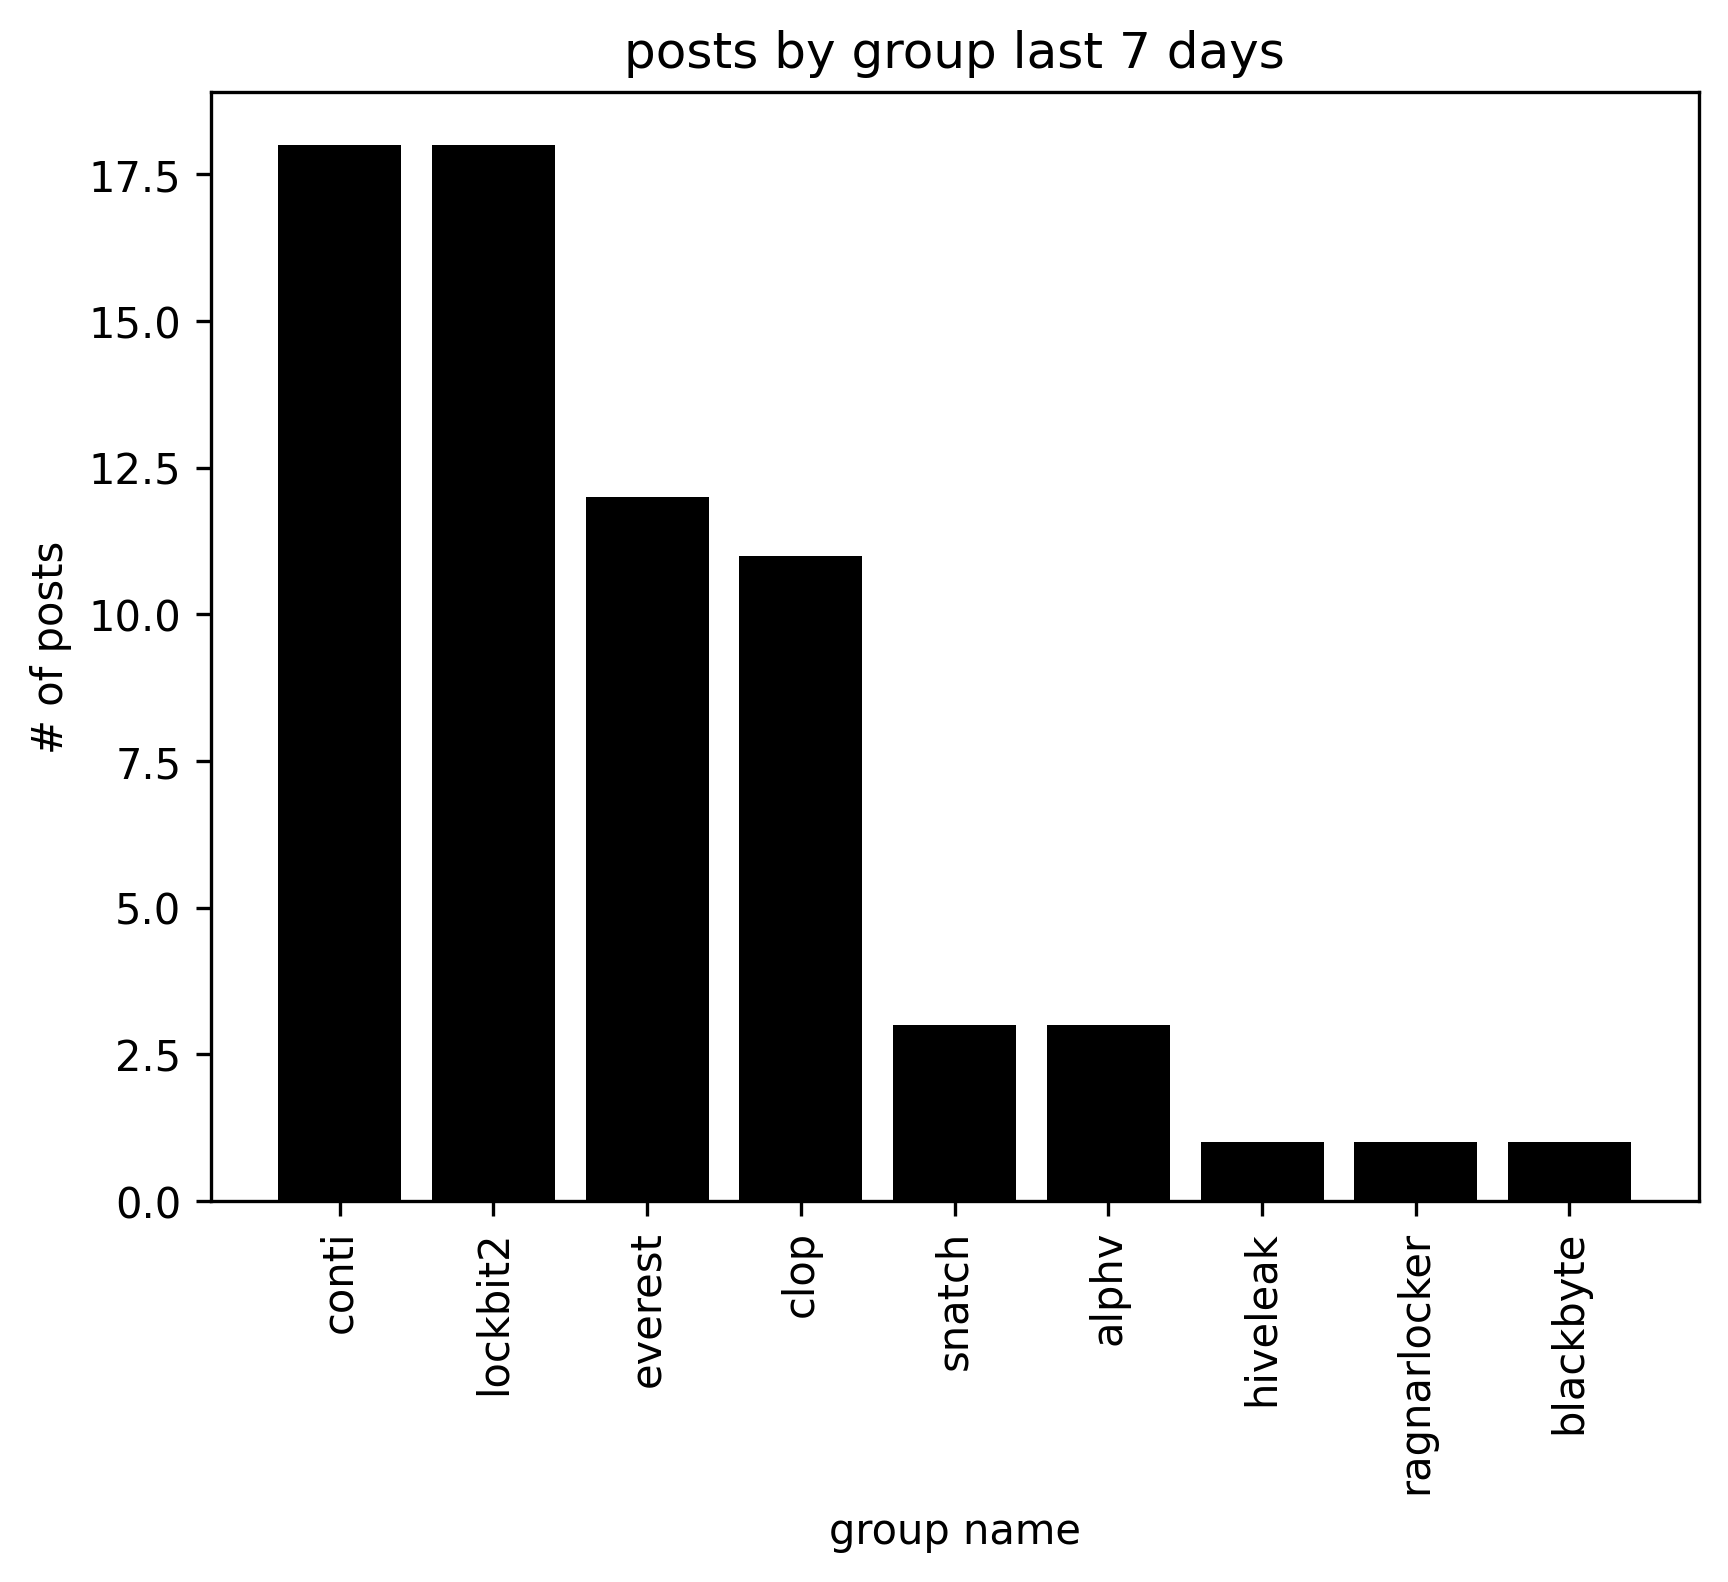 posts by group last 7 days
# of posts
17.5
15.0
12.5
10.0
7.5
5.0
2.5
0.0
conti
lockbit2
everest
clop
snatch
alphv
hiveleak
ragnarlocker
blackbyte
group name